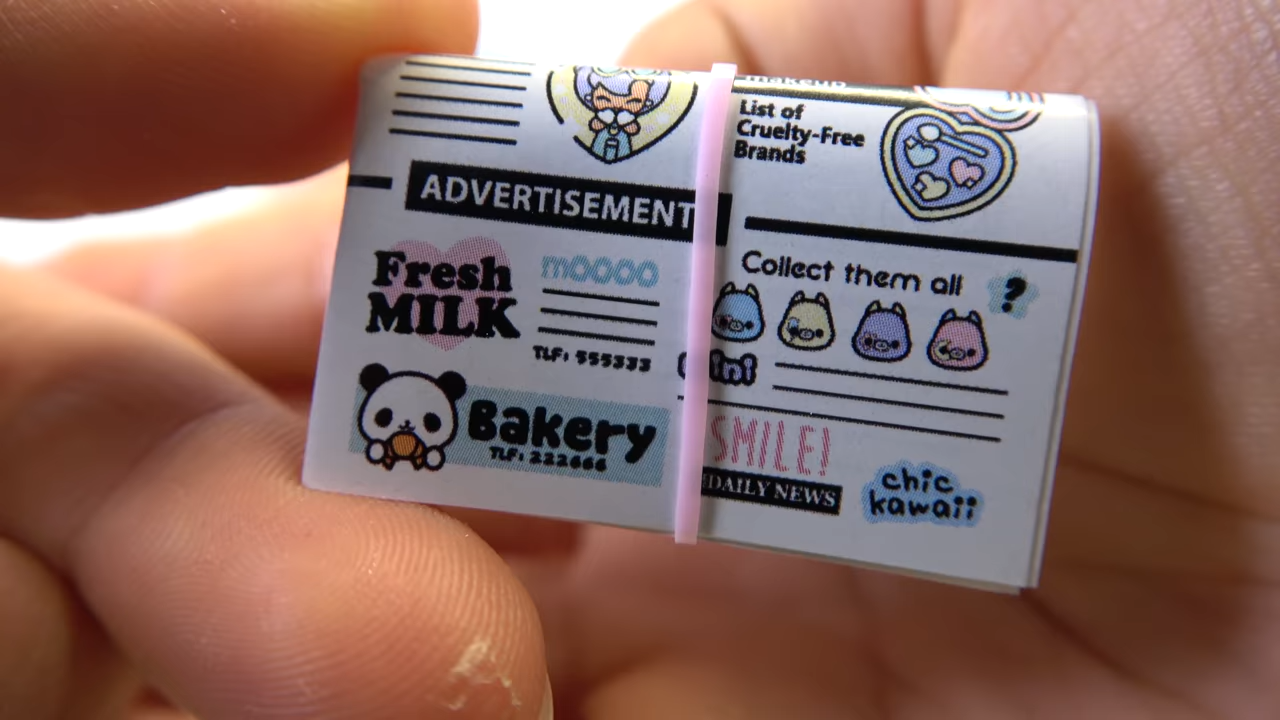 makeup
List of
Cruelty-Free
Brands
ADVERTISEMENT
Fresh
MILK
mOOOO
TLF: 555333
Bakery
TLF: 222666
Collect them all
?
SMILE!
DAILY NEWS
chic
kawaii